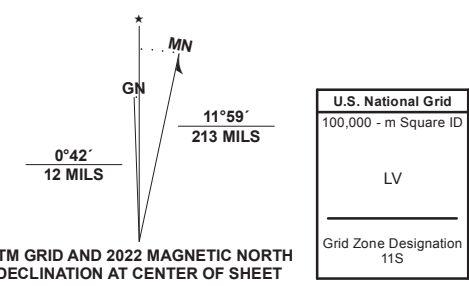 ★
MN
GN
11°59´
213 MILS
0°42´
12 MILS
TM GRID AND 2022 MAGNETIC NORTH
DECLINATION AT CENTER OF SHEET
U.S. National Grid
100,000 - m Square ID
LV
Grid Zone Designation
11S